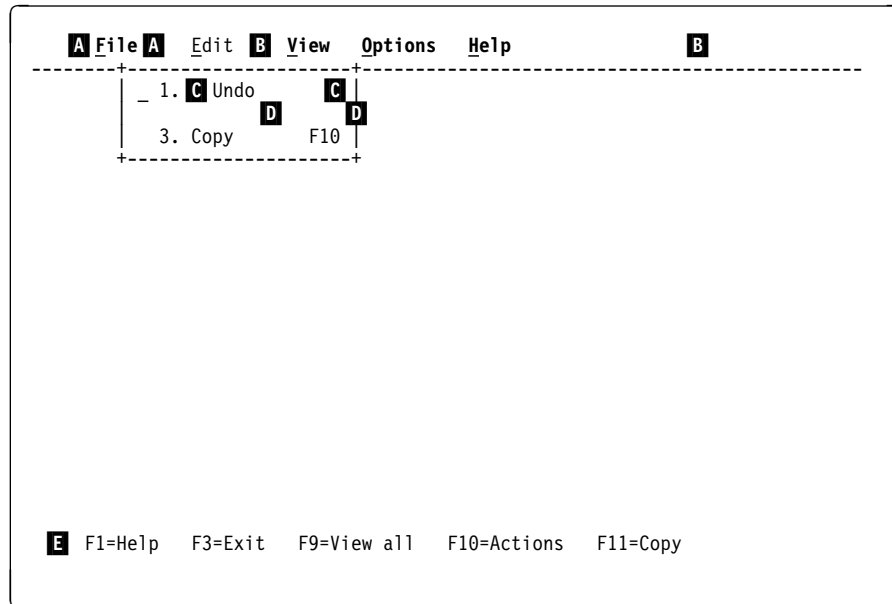 A File A Edit B View Options Help B
--------+---------------------+----------------------------------------------
| _ 1. C Undo C |
| D D
| 3. Copy F10 |
+---------------------+
E F1=Help F3=Exit F9=View all F10=Actions F11=Copy